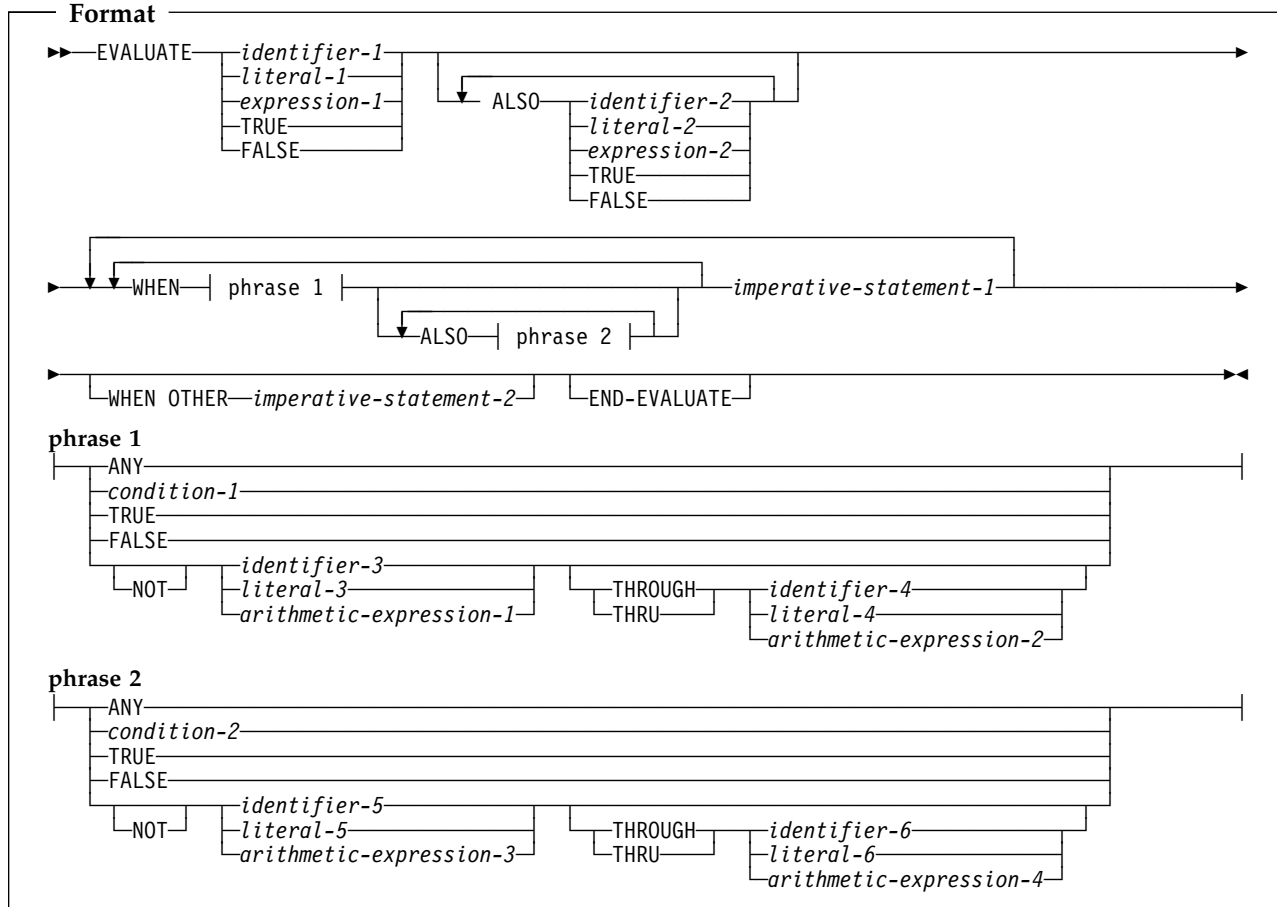 Format
EVALUATE identifier-1
literal-1
expression-1
TRUE
FALSE
ALSO identifier-2
literal-2
expression-2
TRUE
FALSE
WHEN phrase 1 imperative-statement-1
ALSO phrase 2
WHEN OTHER imperative-statement-2 END-EVALUATE
phrase 1
ANY
condition-1
TRUE
FALSE
NOT identifier-3
literal-3
arithmetic-expression-1
THROUGH identifier-4
THRU literal-4
arithmetic-expression-2
phrase 2
ANY
condition-2
TRUE
FALSE
NOT identifier-5
literal-5
arithmetic-expression-3
THROUGH identifier-6
THRU literal-6
arithmetic-expression-4